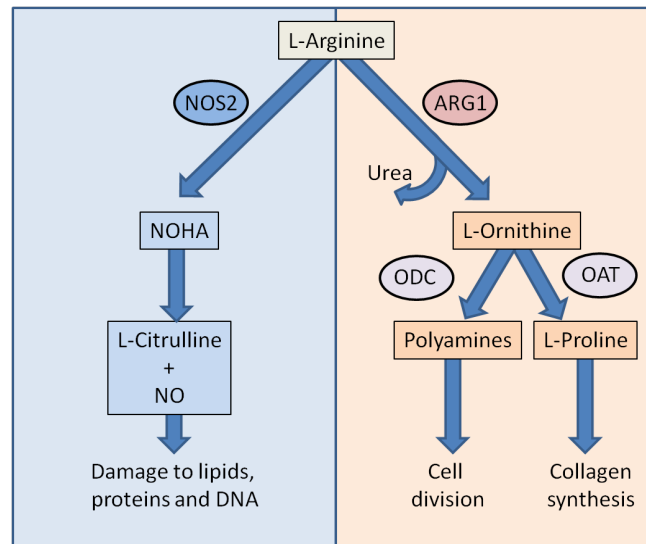 L-Arginine
NOS2
ARG1
Urea
NOHA
L-Ornithine
ODC
OAT
L-Citrulline
+
NO
Polyamines
L-Proline
Damage to lipids,
proteins and DNA
Cell
division
Collagen
synthesis